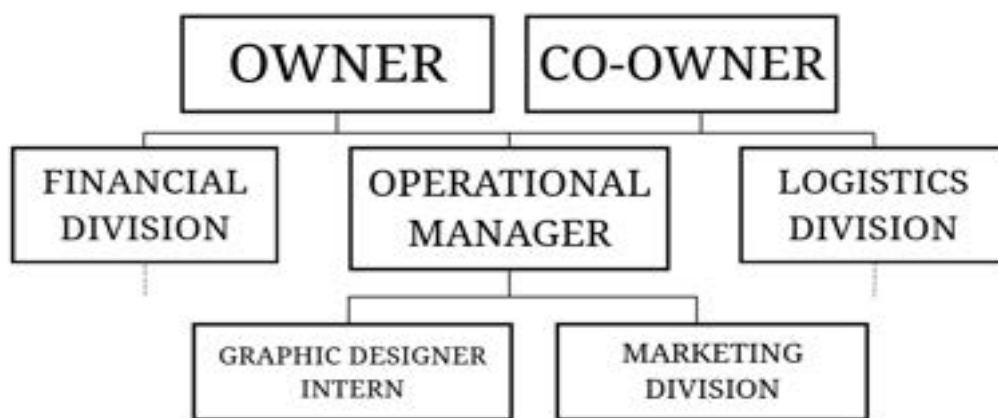 OWNER
CO-OWNER
FINANCIAL
DIVISION
OPERATIONAL
MANAGER
LOGISTICS
DIVISION
GRAPHIC DESIGNER
INTERN
MARKETING
DIVISION